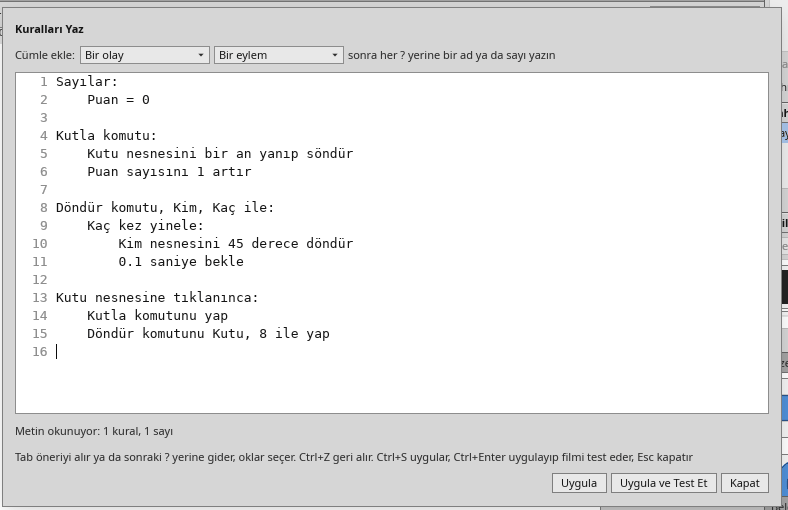 Kuralları Yaz
Cümle ekle: Bir olay Bir eylem sonra her ? yerine bir ad ya da sayı yazın
1 Sayılar:
2 Puan = 0
3
4 Kutla komutu:
5 Kutu nesnesini bir an yanıp söndür
6 Puan sayısını 1 artır
7
8 Döndür komutu, Kim, Kaç ile:
9 Kaç kez yinele:
10 Kim nesnesini 45 derece döndür
11 0.1 saniye bekle
12
13 Kutu nesnesine tıklanınca:
14 Kutla komutunu yap
15 Döndür komutunu Kutu, 8 ile yap
16
Metin okunuyor: 1 kural, 1 sayı
Tab öneriyi alır ya da sonraki ? yerine gider, oklar seçer. Ctrl+Z geri alır. Ctrl+S uygular, Ctrl+Enter uygulayıp filmi test eder, Esc kapatır
Uygula Uygula ve Test Et Kapat